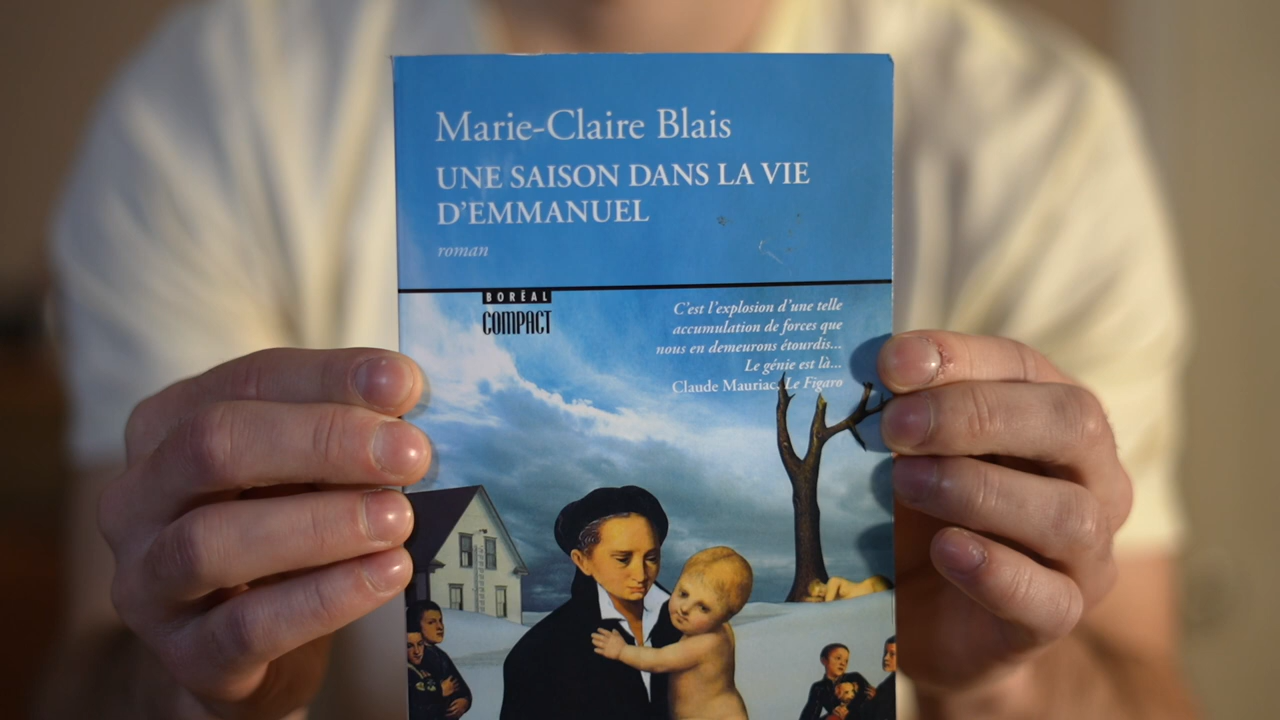 Marie-Claire Blais
UNE SAISON DANS LA VIE
D'EMMANUEL
roman
BORÉAL
COMPACT
C'est l'explosion d'une telle
accumulation de forces que
nous en demeurons étourdis...
Le génie est là...
Claude Mauriac, Le Figaro